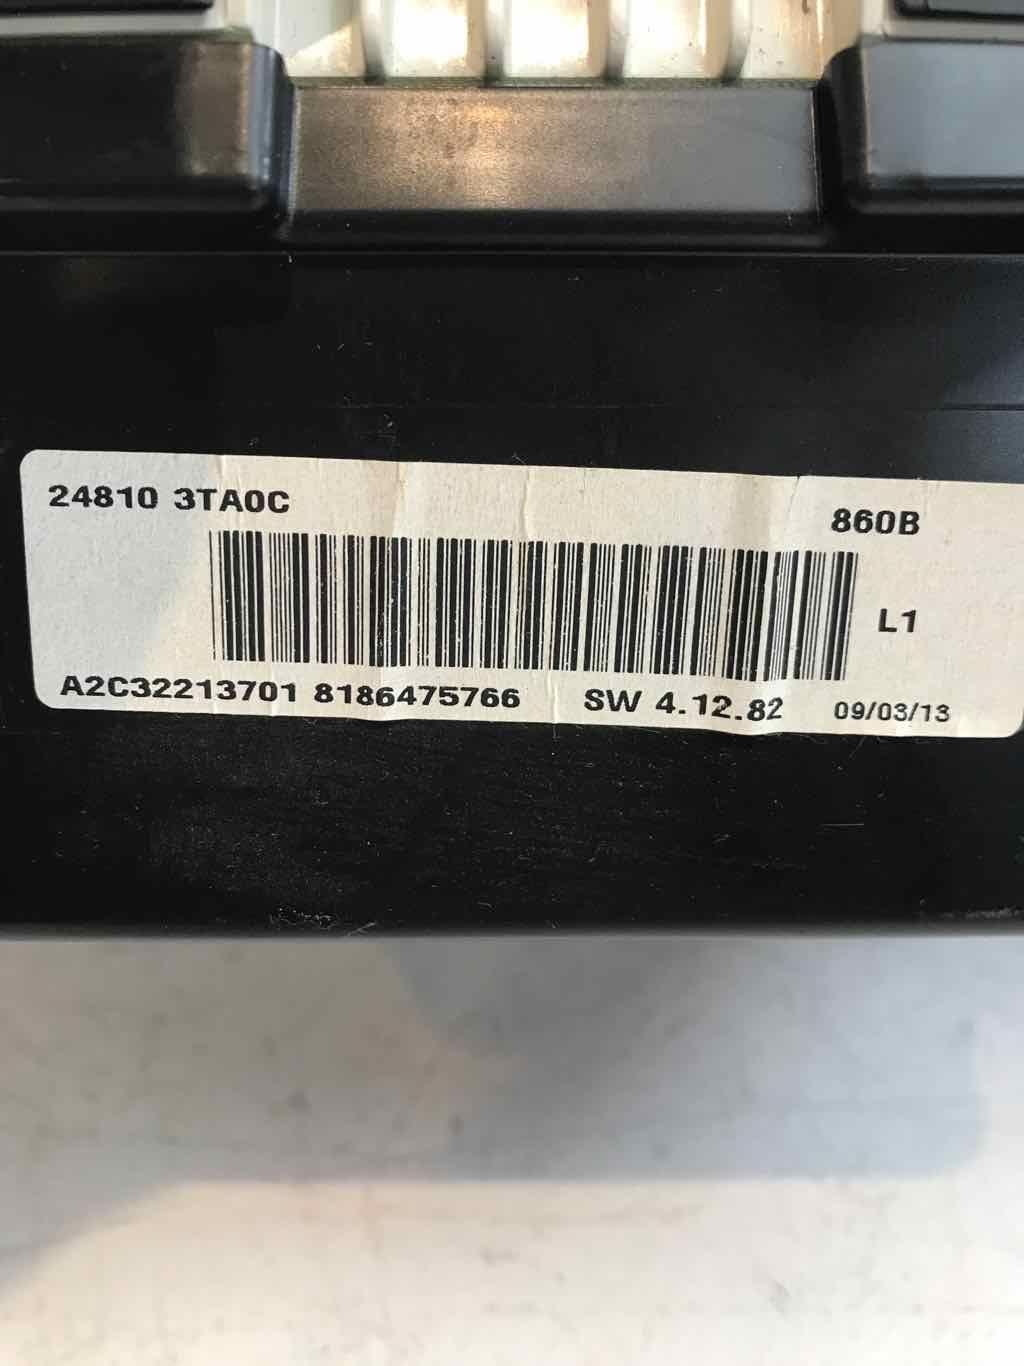 24810 3TA0C
860B
L1
A2C32213701 8186475766 SW 4.12.82 09/03/13